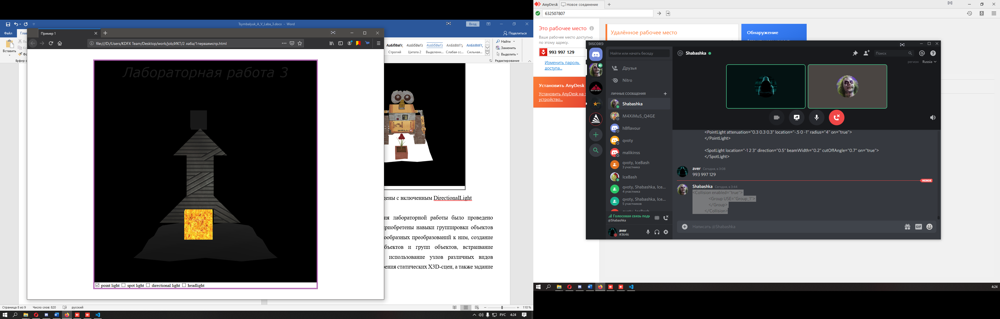 Tsymbalyuk_A_V_Laba_3.docx - Word
Вход
Файл
Поделиться
Вставить
Буфер
АаБбВвГг,
АаБбВвГг
АаБбВвГг
АаБбВвГг,
АаБбВвГг,
Строгий
Цитата 2
Выделенн...
Слабая сс...
Сильная...
Найти
Заменить
Выделить
Редактирование
Пример 1
file:///D:/Users/KDFX Team/Desktop/work/job/ИКТ/2 лаба/1перваяиспр.html
Лабораторная работа 3
point light
spot light
directional light
headlight
WALL·E
цены с включенным DirectionalLight
ия лабораторной работы было проведено
приобретены навыки группировки объектов
ообразных преобразований к ним, создание
бъектов и групп объектов, встраивание
использование узлов различных видов
ения статических X3D-сцен, а также задание
Страница 8 из 9
Число слов: 820
русский
110 %
РУС
4:24
AnyDesk
Новое соединение
632507807
Это рабочее место
Ваше рабочее место доступно
по этому адресу.
993 997 129
Изменить пароль
доступа...
Установить AnyDesk
Установить AnyDesk на э
устройство...
Удалённое рабочее место
Обнаружение
DISCORD
Найти или начать беседу
Друзья
Nitro
ЛИЧНЫЕ СООБЩЕНИЯ
Shabashka
M4XiMuS_Q4GE
h8flavour
qvoty
malikinss
qvoty, IceBash
3 участника
IceBash
qvoty, Shabashka, Ice...
4 участника
qvoty, Shabashka, Ice...
5 участников
Голосовая связь подк
@Shabashka
aver
#3646
Shabashka
Поиск
регион
Russia
<PointLight attenuation="0.3 0.3 0.3" location="-.5 0 -1" radius="4" on="true">
</PointLight>
<SpotLight location="-1 2 3" direction="0.5" beamWidth="0.2" cutOffAngle="0.7" on="true">
</SpotLight>
aver Сегодня, в 3:08
993 997 129
НОВОЕ
Shabashka Сегодня, в 3:44
<Collision enabled="true">
<Group USE="Group_1">
</Group>
</Collision>
Написать @Shabashka
GIF
4:24